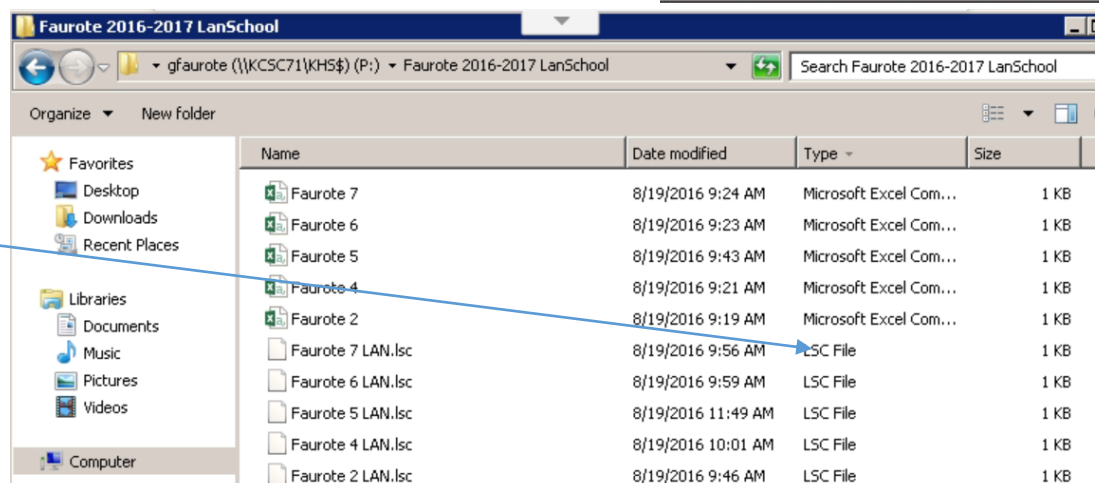 Faurote 2016-2017 LanSchool
gfaurote (\\KCSC71\KHS$) (P:) Faurote 2016-2017 LanSchool
Search Faurote 2016-2017 LanSchool
Organize New folder
Name Date modified Type Size
Favorites
Desktop
Downloads
Recent Places
Libraries
Documents
Music
Pictures
Videos
Computer
Faurote 7 8/19/2016 9:24 AM Microsoft Excel Com... 1 KB
Faurote 6 8/19/2016 9:23 AM Microsoft Excel Com... 1 KB
Faurote 5 8/19/2016 9:43 AM Microsoft Excel Com... 1 KB
Faurote 4 8/19/2016 9:21 AM Microsoft Excel Com... 1 KB
Faurote 2 8/19/2016 9:19 AM Microsoft Excel Com... 1 KB
Faurote 7 LAN.lsc 8/19/2016 9:56 AM LSC File 1 KB
Faurote 6 LAN.lsc 8/19/2016 9:59 AM LSC File 1 KB
Faurote 5 LAN.lsc 8/19/2016 11:49 AM LSC File 1 KB
Faurote 4 LAN.lsc 8/19/2016 10:01 AM LSC File 1 KB
Faurote 2 LAN.lsc 8/19/2016 9:46 AM LSC File 1 KB